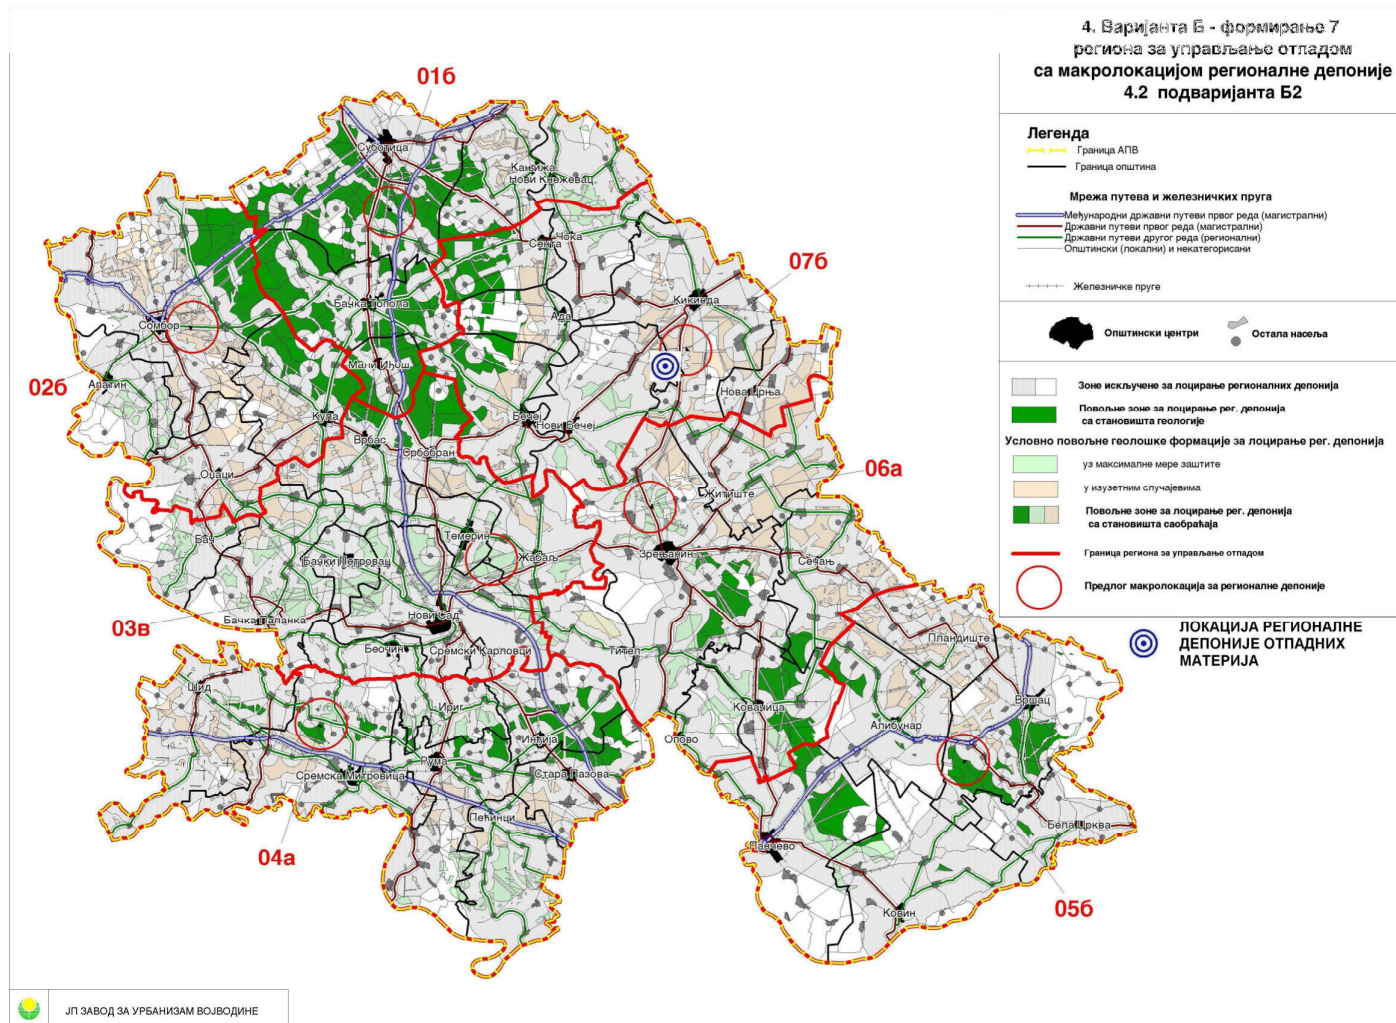 4. Варијанта Б - формирање 7
региона за управљање отпадом
са макролокацијом регионалне депоније
4.2 подваријанта Б2
Легенда
Граница АПВ
Граница општина
Мрежа путева и железничких пруга
Међународни државни путеви првог реда (магистрални)
Државни путеви првог реда (магистрални)
Државни путеви другог реда (регионални)
Општински (локални) и некатегорисани
Железничке пруге
Општински центри
Остала насеља
Зоне искључене за лоцирање регионалних депонија
Повољне зоне за лоцирање рег. депонија
са становишта геологије
Условно повољне геолошке формације за лоцирање рег. депонија
уз максималне мере заштите
у изузетним случајевима
Повољне зоне за лоцирање рег. депонија
са становишта саобраћаја
Граница региона за управљање отпадом
Предлог макролокација за регионалне депоније
ЛОКАЦИЈА РЕГИОНАЛНЕ
ДЕПОНИЈЕ ОТПАДНИХ
МАТЕРИЈА
01б
Суботица
Кањижа
Нови Кнежевац
Сента
Чока
07б
Кикинда
Бачка Топола
Ада
Сомбор
Мали Иђош
02б
Апатин
Нова Црња
Кула
Бечеј
Нови Бечеј
Врбас
Србобран
Оџаци
06а
Житиште
Бач
Темерин
Бачки Петровац
Жабаљ
Зрењанин
Сечањ
Нови Сад
Бачка Паланка
03в
Беочин
Сремски Карловци
Тител
Пландиште
Шид
Ириг
Ковачица
Вршац
Алибунар
Опово
Инђија
Рума
Сремска Митровица
Стара Пазова
Пећинци
Бела Црква
04а
Панчево
05б
Ковин
ЈП ЗАВОД ЗА УРБАНИЗАМ ВОЈВОДИНЕ